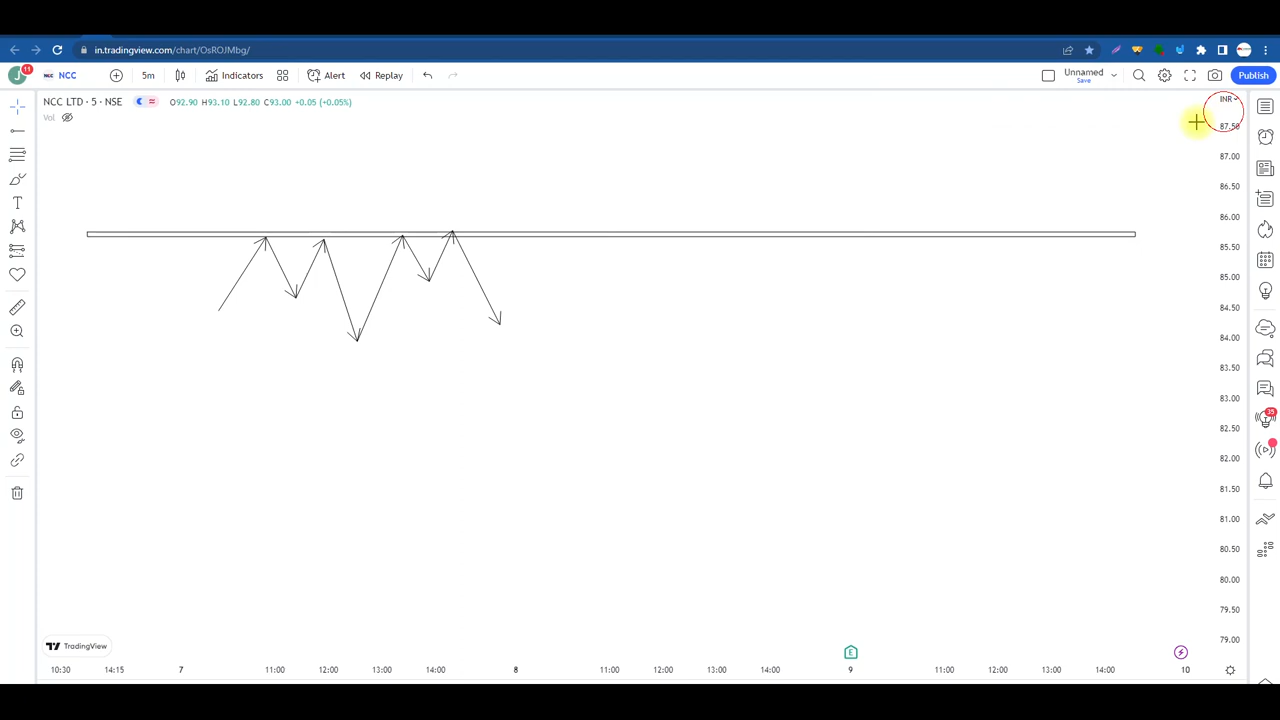 in.tradingview.com/chart/OsROJMbg/
J
11
NCC
5m
Indicators
Alert
Replay
Unnamed
Save
Publish
NCC LTD · 5 · NSE
O92.90 H93.10 L92.80 C93.00 +0.05 (+0.05%)
Vol
INR
87.50
87.00
86.50
86.00
85.50
85.00
84.50
84.00
83.50
83.00
82.50
82.00
81.50
81.00
80.50
80.00
79.50
79.00
35
T
E
TradingView
10:30 14:15 7 11:00 12:00 13:00 14:00 8 11:00 12:00 13:00 14:00 9 11:00 12:00 13:00 14:00 10